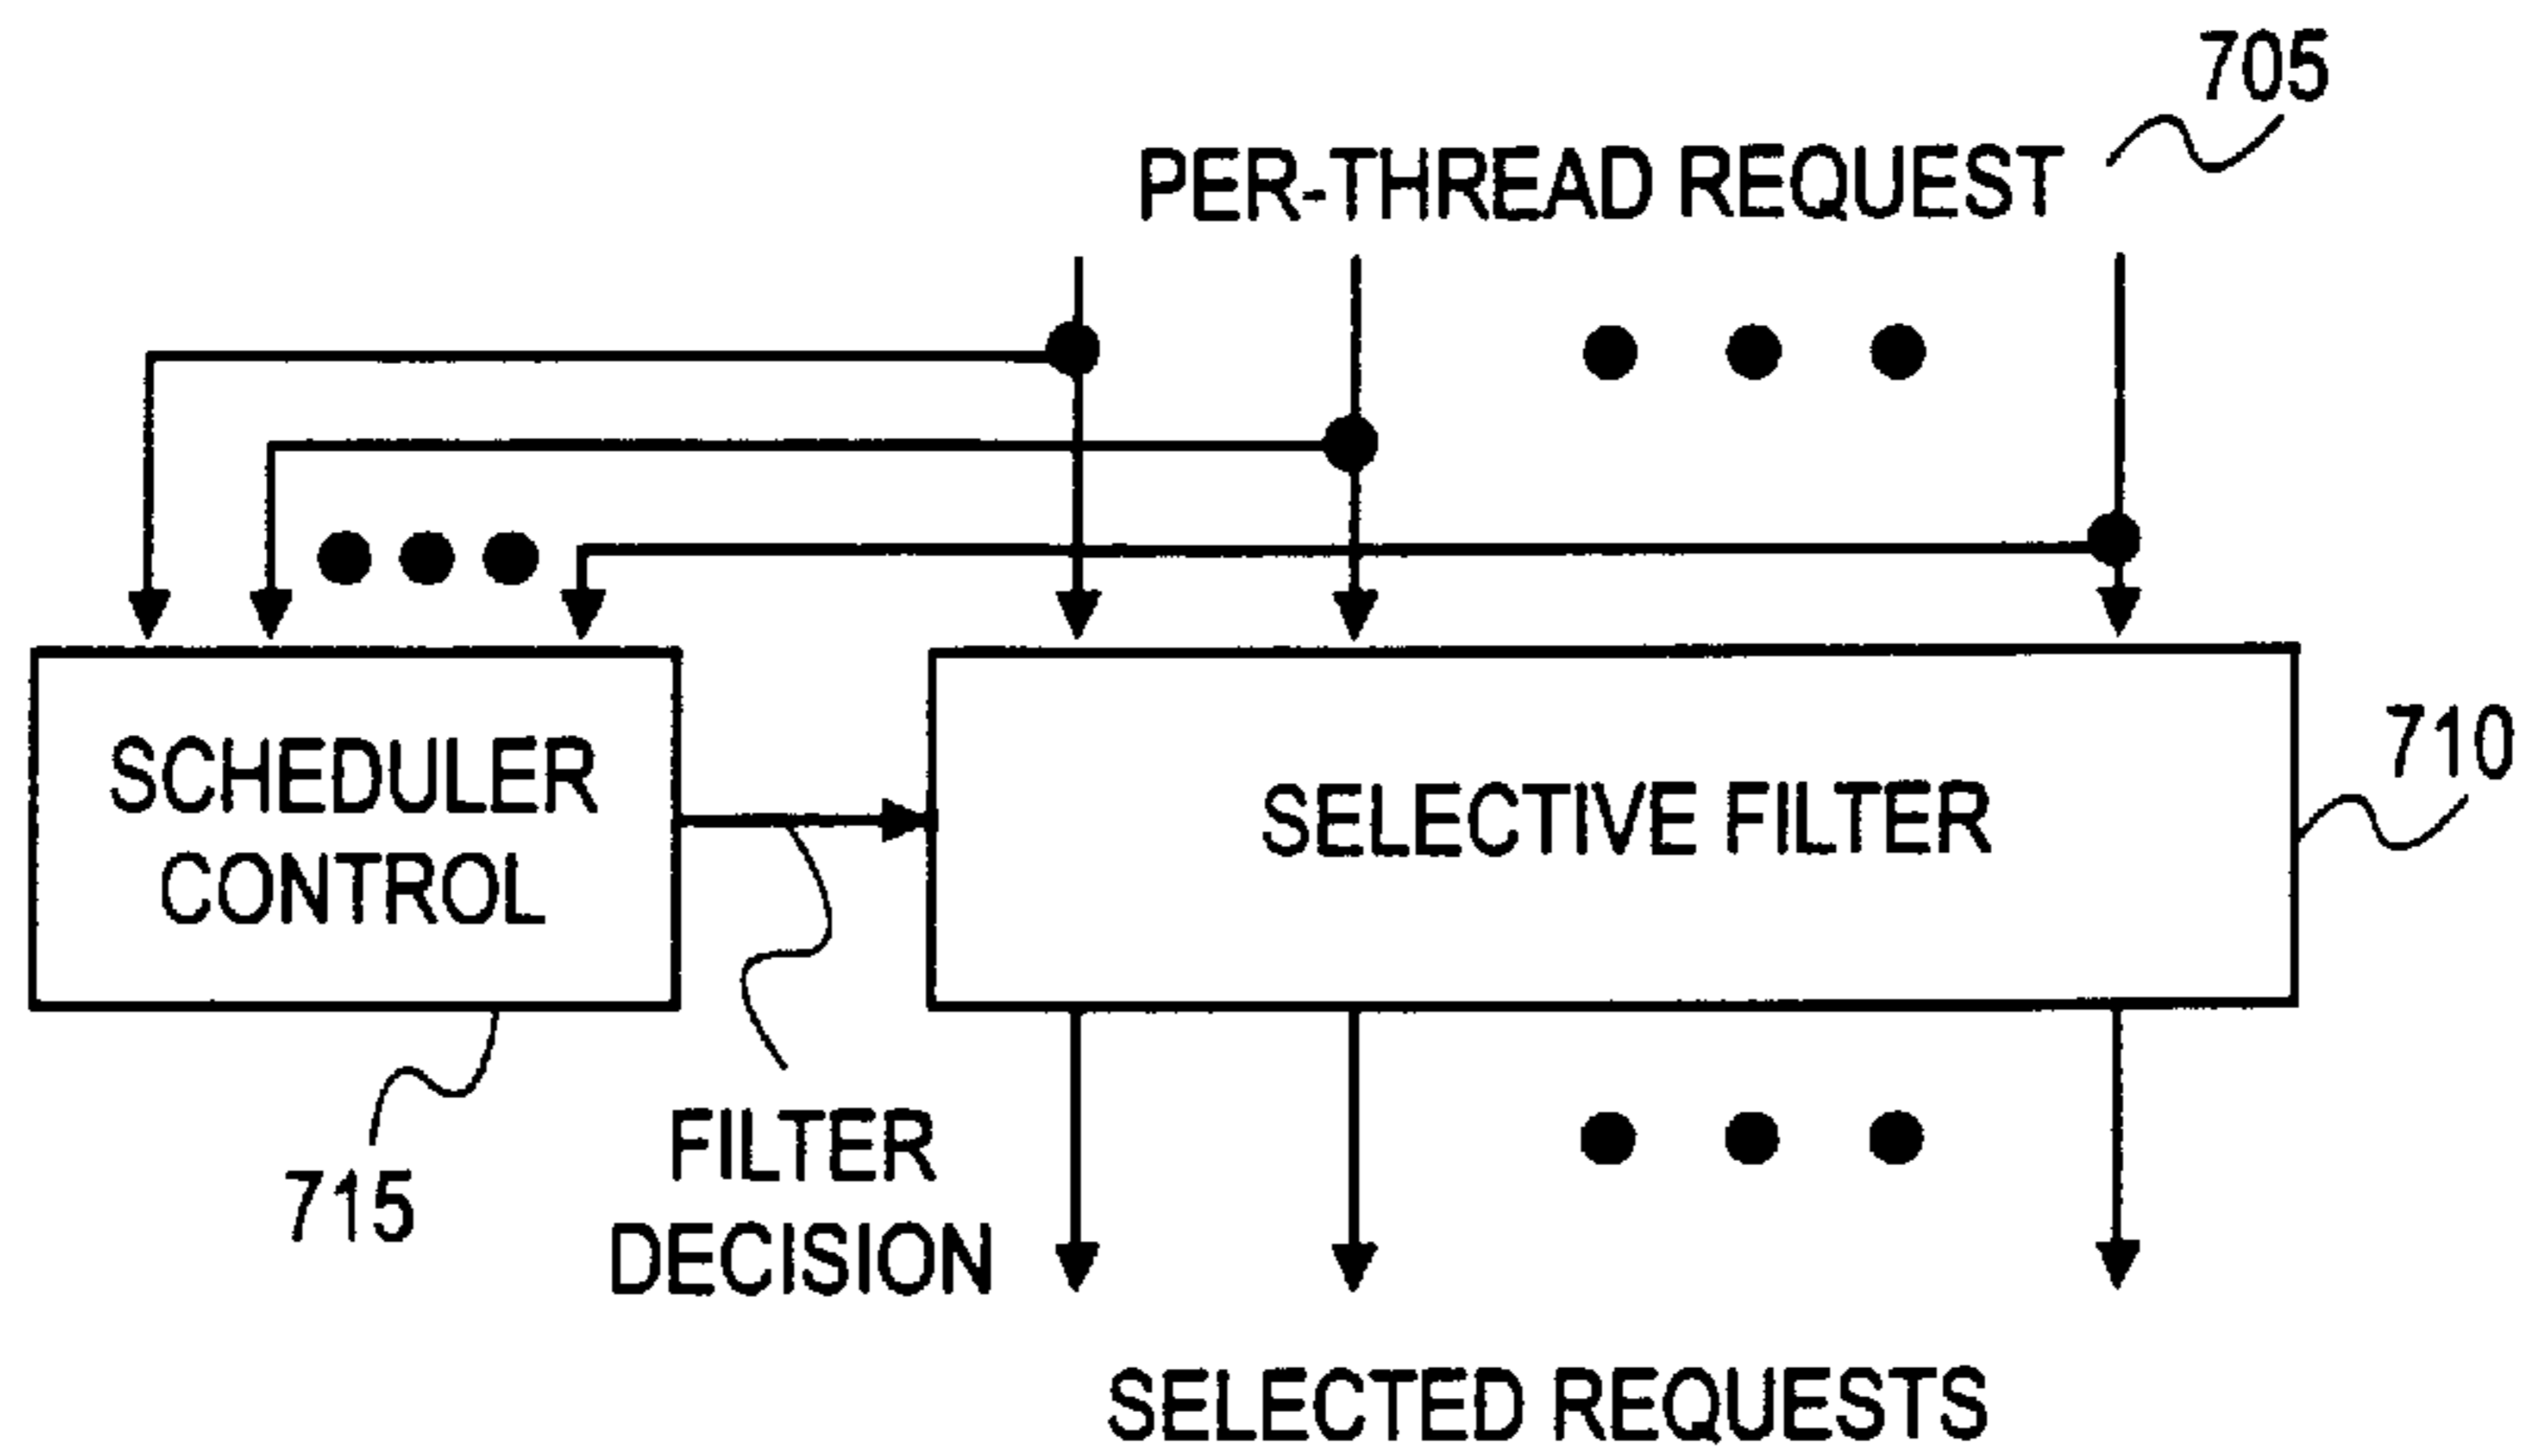 705
PER-THREAD REQUEST
SCHEDULER
CONTROL
SELECTIVE FILTER
710
715
FILTER
DECISION
SELECTED REQUESTS